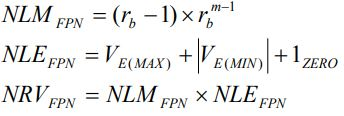 NLM_FPN = (r_b − 1) × r_b^{m−1}
NLE_FPN = V_E(MAX) + |V_E(MIN)| + 1_ZERO
NRV_FPN = NLM_FPN × NLE_FPN